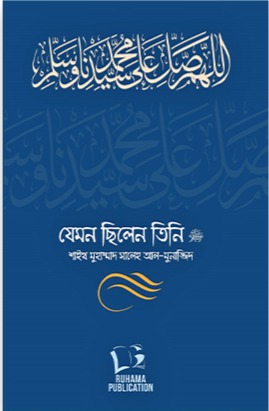 اللهم صل على سيدنا محمد وسلم
যেমন ছিলেন তিনি ﷺ
শাইখ মুহাম্মাদ সালেহ আল-মুনাজ্জিদ
RUHAMA
PUBLICATION